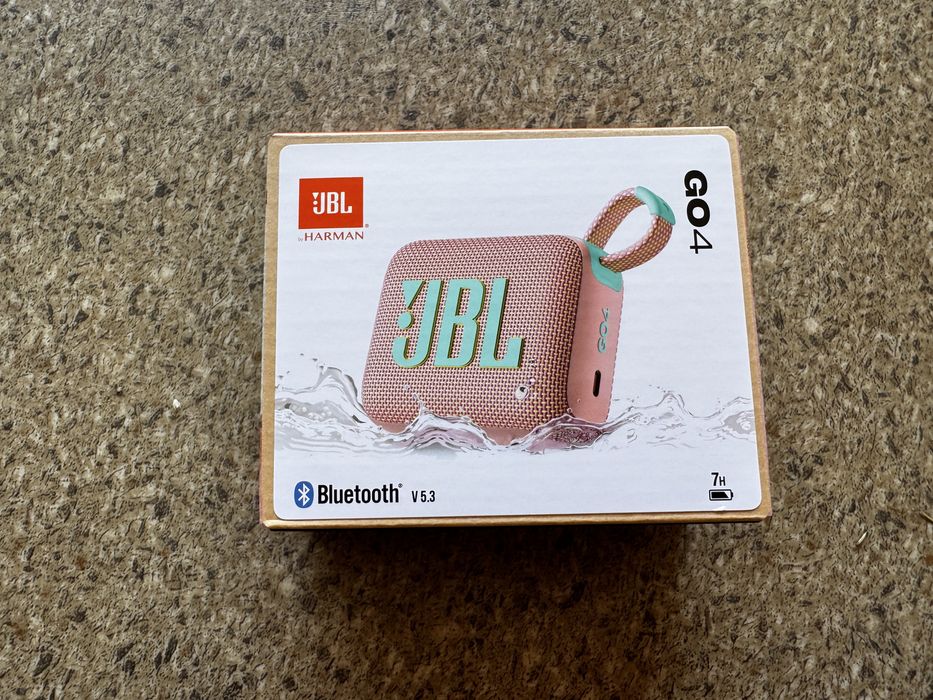 JBL
by HARMAN
GO4
JBL
GO4
Bluetooth® V 5.3
7H